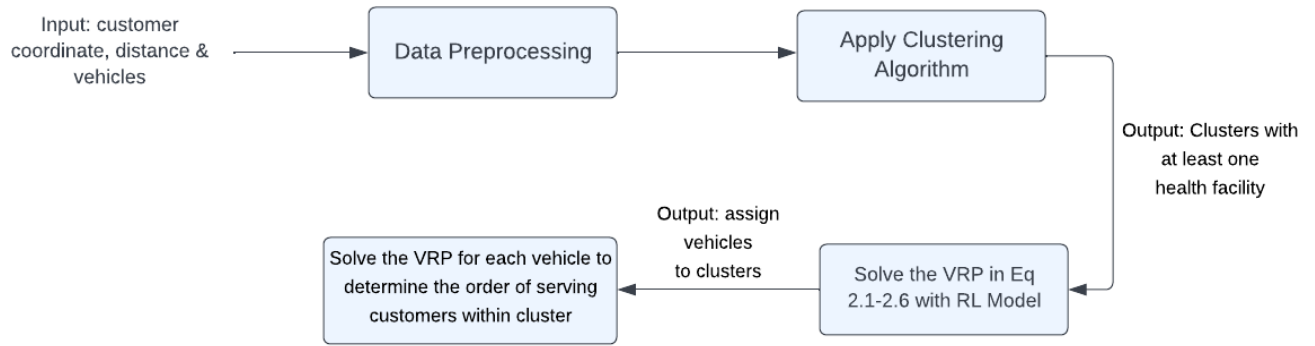 Input: customer
coordinate, distance &
vehicles
Data Preprocessing
Apply Clustering
Algorithm
Output: Clusters with
at least one
health facility
Solve the VRP in Eq
2.1-2.6 with RL Model
Output: assign
vehicles
to clusters
Solve the VRP for each vehicle to
determine the order of serving
customers within cluster